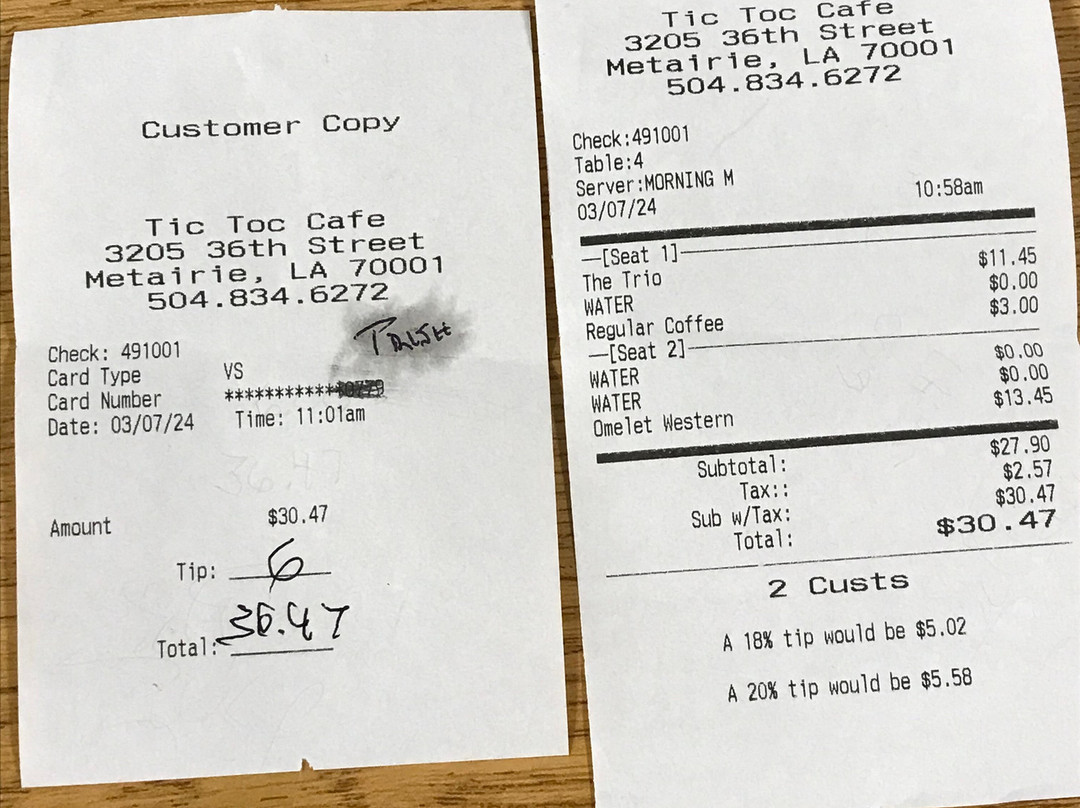 Customer Copy
Tic Toc Cafe
3205 36th Street
Metairie, LA 70001
504.834.6272
Check: 491001
Card Type VS
Card Number ************
Date: 03/07/24 Time: 11:01am
36.47
Amount $30.47
Tip: 6
Total: 36.47
Tic Toc Cafe
3205 36th Street
Metairie, LA 70001
504.834.6272
Check:491001
Table:4
Server:MORNING M 10:58am
03/07/24
[Seat 1]
The Trio $11.45
WATER $0.00
Regular Coffee $3.00
[Seat 2]
WATER $0.00
WATER $0.00
Omelet Western $13.45
Subtotal: $27.90
Tax:: $2.57
Sub w/Tax: $30.47
Total: $30.47
2 Custs
A 18% tip would be $5.02
A 20% tip would be $5.58